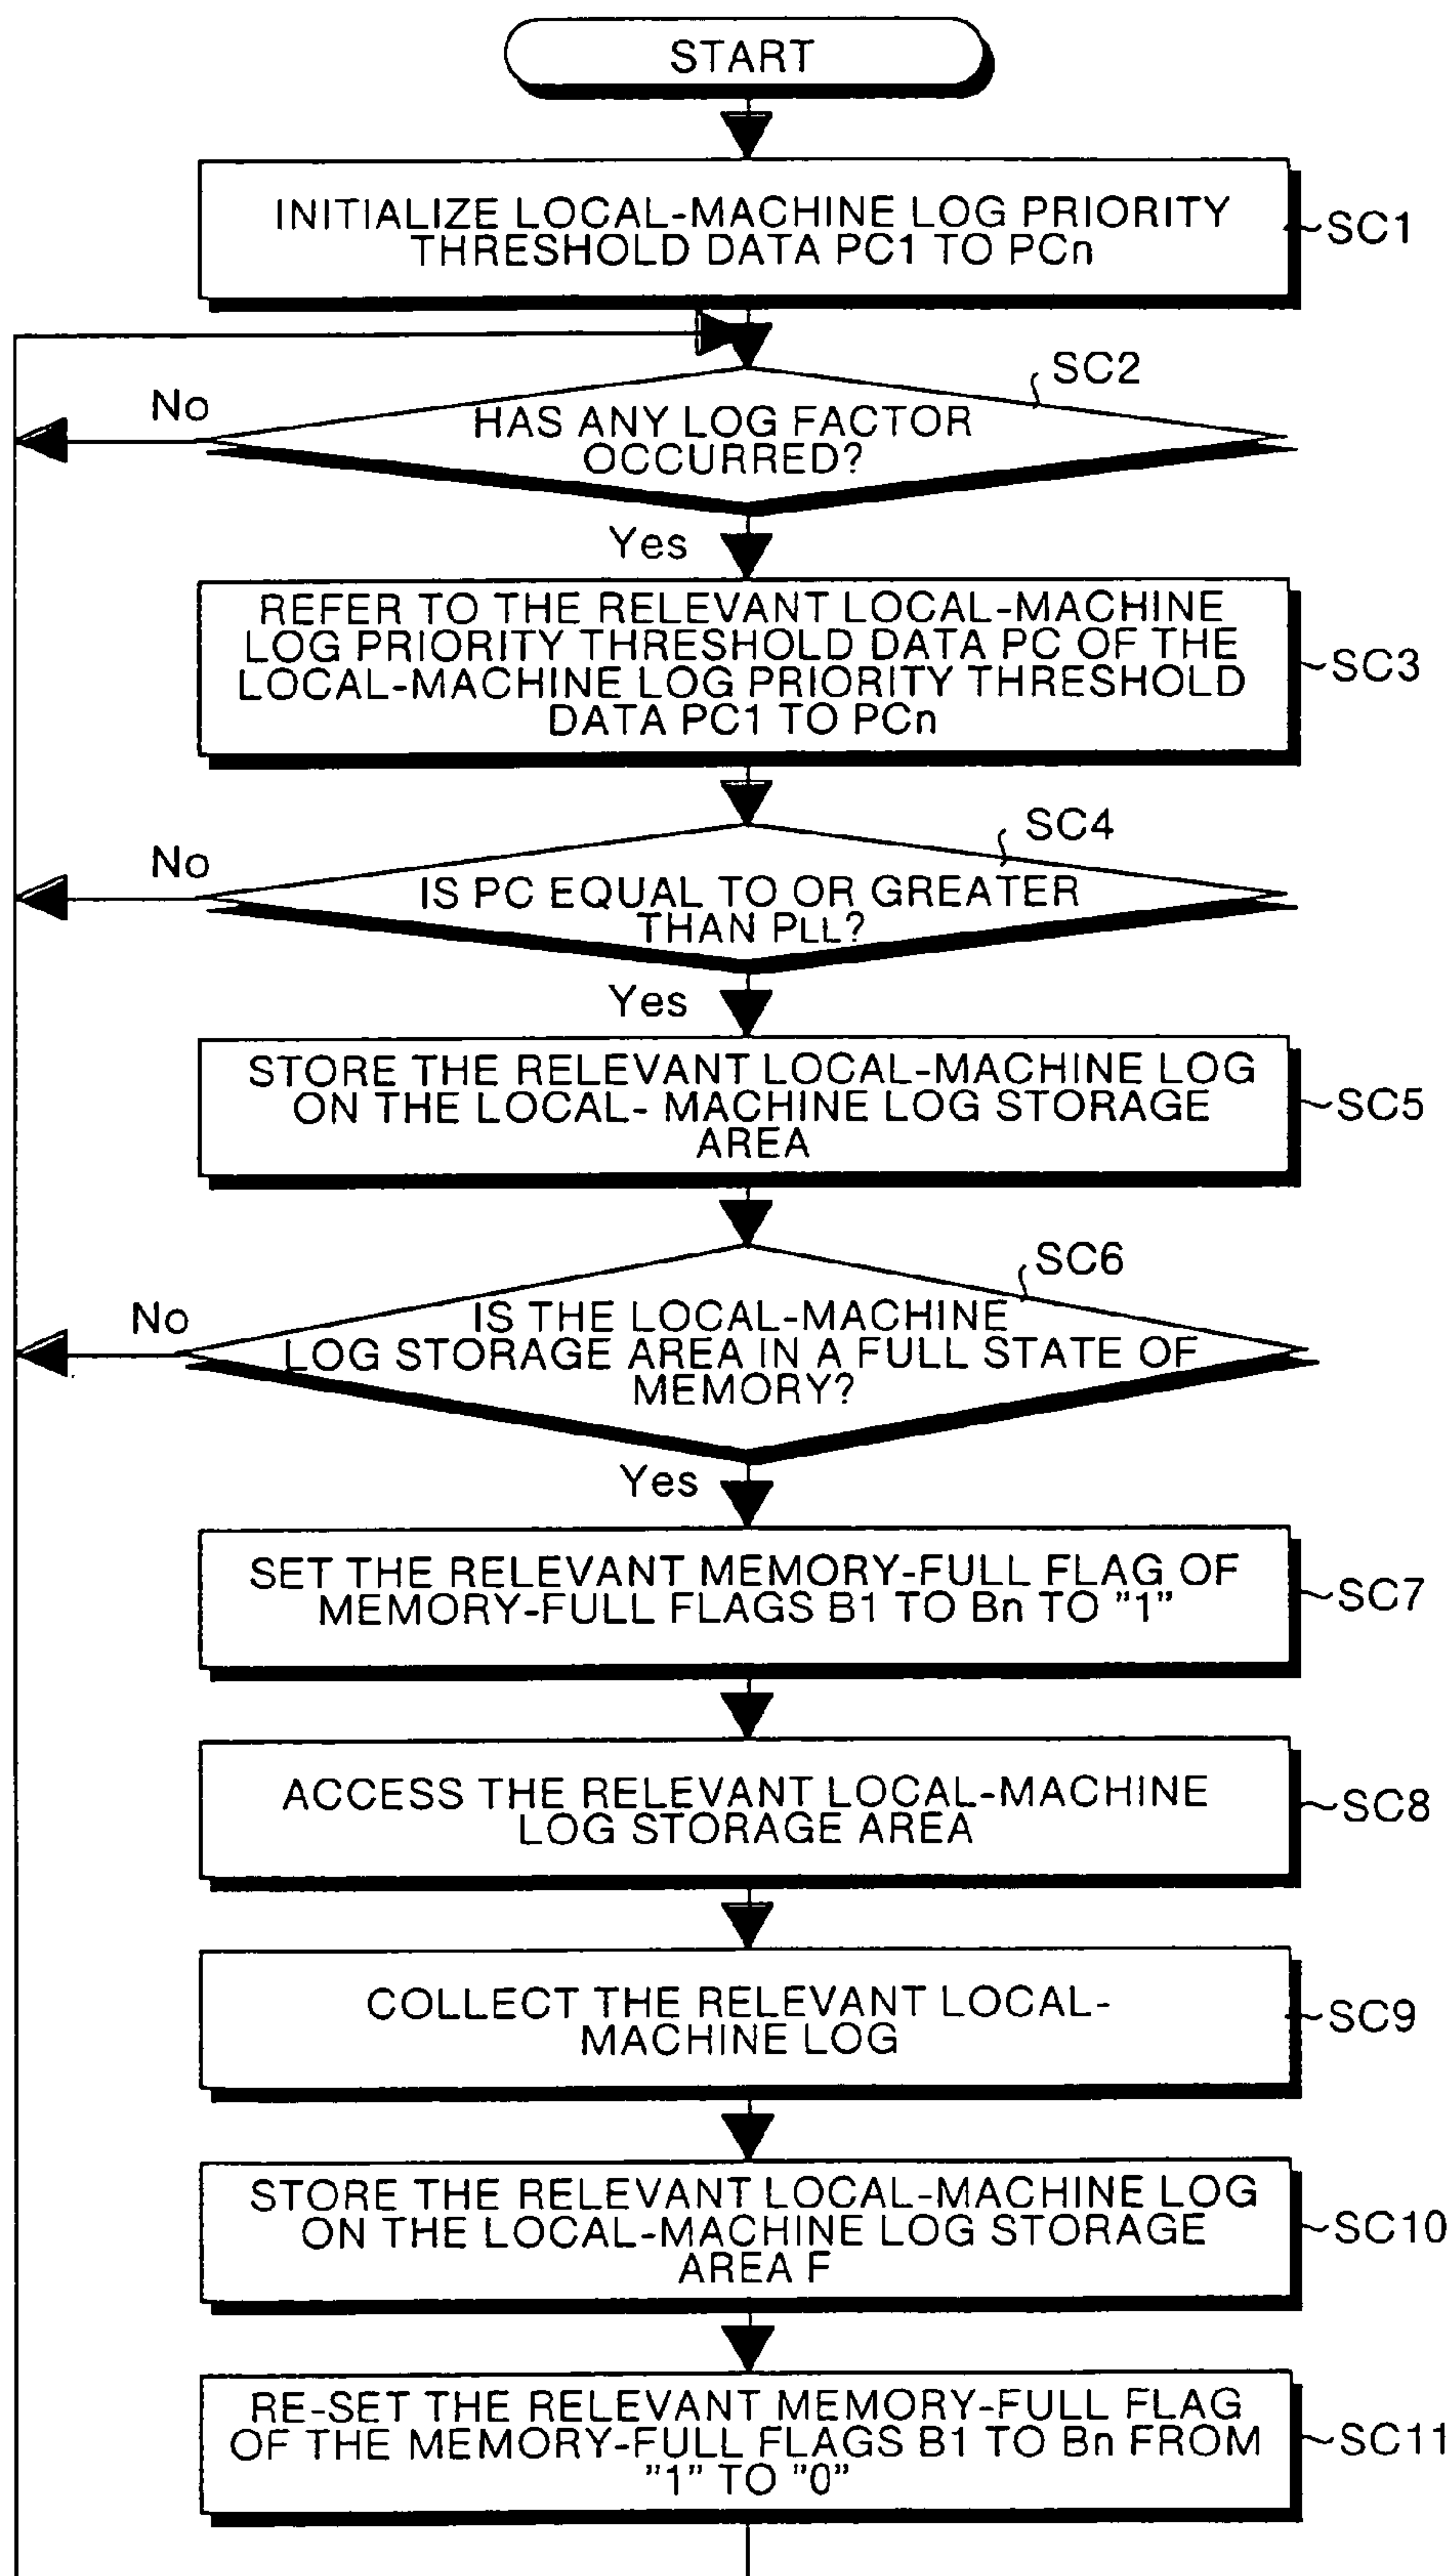 START
INITIALIZE LOCAL-MACHINE LOG PRIORITY
THRESHOLD DATA PC1 TO PCn
SC1
SC2
No
HAS ANY LOG FACTOR
OCCURRED?
Yes
REFER TO THE RELEVANT LOCAL-MACHINE
LOG PRIORITY THRESHOLD DATA PC OF THE
LOCAL-MACHINE LOG PRIORITY THRESHOLD
DATA PC1 TO PCn
SC3
SC4
No
IS PC EQUAL TO OR GREATER
THAN PLL?
Yes
STORE THE RELEVANT LOCAL-MACHINE LOG
ON THE LOCAL- MACHINE LOG STORAGE
AREA
SC5
SC6
No
IS THE LOCAL-MACHINE
LOG STORAGE AREA IN A FULL STATE OF
MEMORY?
Yes
SET THE RELEVANT MEMORY-FULL FLAG OF
MEMORY-FULL FLAGS B1 TO Bn TO "1"
SC7
ACCESS THE RELEVANT LOCAL-MACHINE
LOG STORAGE AREA
SC8
COLLECT THE RELEVANT LOCAL-
MACHINE LOG
SC9
STORE THE RELEVANT LOCAL-MACHINE LOG
ON THE LOCAL-MACHINE LOG STORAGE
AREA F
SC10
RE-SET THE RELEVANT MEMORY-FULL FLAG
OF THE MEMORY-FULL FLAGS B1 TO Bn FROM
"1" TO "0"
SC11